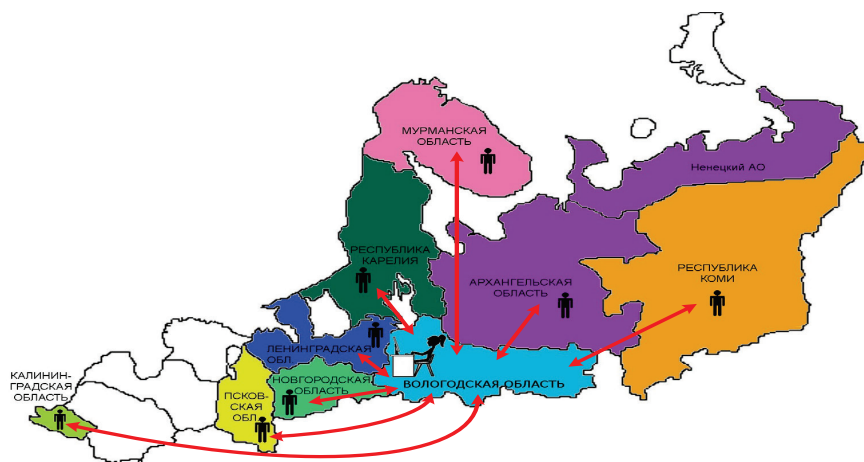 МУРМАНСКАЯ
ОБЛАСТЬ
Ненецкий АО
РЕСПУБЛИКА
КАРЕЛИЯ
АРХАНГЕЛЬСКАЯ
ОБЛАСТЬ
РЕСПУБЛИКА
КОМИ
ЛЕНИНГРАДСКАЯ
ОБЛ
КАЛИНИН-
ГРАДСКАЯ
ОБЛАСТЬ
ПСКОВ-
СКАЯ
ОБЛ
НОВГОРОДСКАЯ
ОБЛАСТЬ
ВОЛОГОДСКАЯ ОБЛАСТЬ